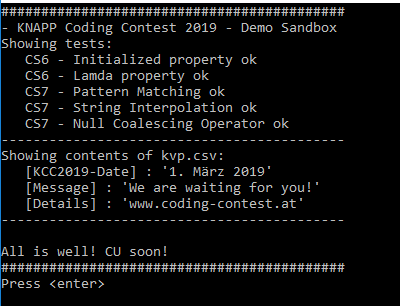 ###########################################
- KNAPP Coding Contest 2019 - Demo Sandbox
Showing tests:
   CS6 - Initialized property ok
   CS6 - Lamda property ok
   CS7 - Pattern Matching ok
   CS7 - String Interpolation ok
   CS7 - Null Coalescing Operator ok
-------------------------------------------
Showing contents of kvp.csv:
   [KCC2019-Date] : '1. März 2019'
   [Message] : 'We are waiting for you!'
   [Details] : 'www.coding-contest.at'
-------------------------------------------
All is well! CU soon!
###########################################
Press <enter>